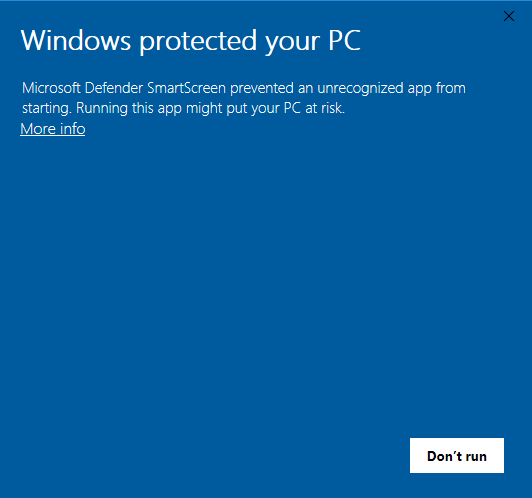 Windows protected your PC
Microsoft Defender SmartScreen prevented an unrecognized app from
starting. Running this app might put your PC at risk.
More info
Don't run